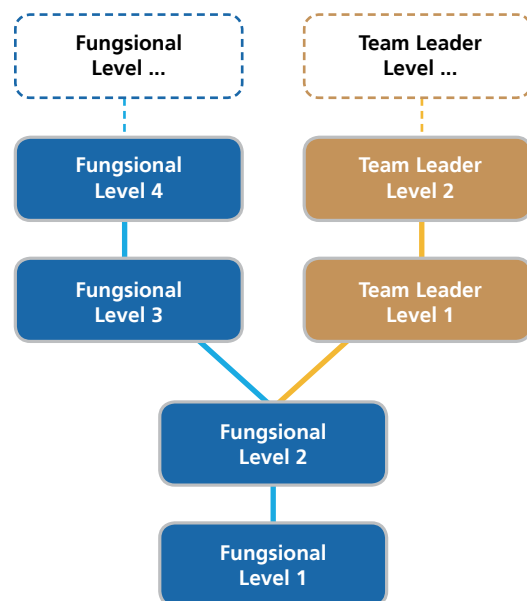 Fungsional
Level ...
Team Leader
Level ...
Fungsional
Level 4
Team Leader
Level 2
Fungsional
Level 3
Team Leader
Level 1
Fungsional
Level 2
Fungsional
Level 1